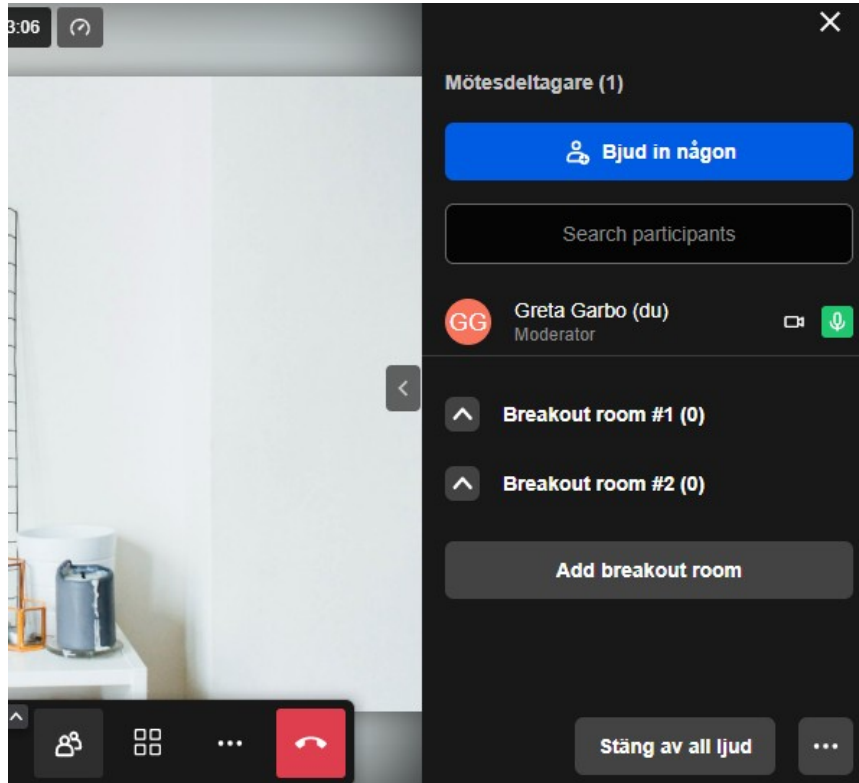 3:06
Mötesdeltagare (1)
Bjud in någon
Search participants
GG
Greta Garbo (du)
Moderator
Breakout room #1 (0)
Breakout room #2 (0)
Add breakout room
Stäng av all ljud